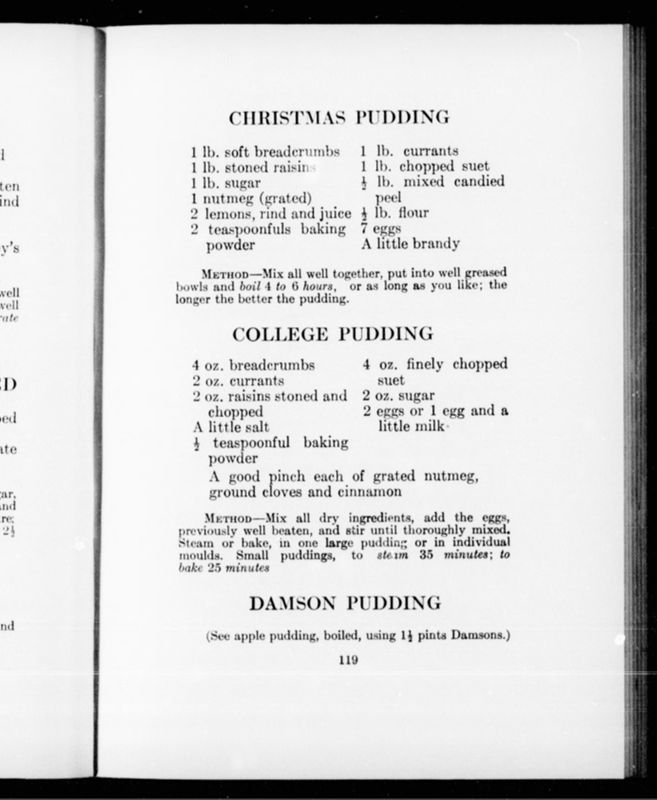 CHRISTMAS PUDDING
1 lb. soft breadcrumbs
1 lb. stoned raisins
1 lb. sugar
1 nutmeg (grated)
2 lemons, rind and juice
2 teaspoonfuls baking
powder
1 lb. currants
1 lb. chopped suet
½ lb. mixed candied
peel
½ lb. flour
7 eggs
A little brandy
METHOD—Mix all well together, put into well greased
bowls and boil 4 to 6 hours, or as long as you like; the
longer the better the pudding.
COLLEGE PUDDING
4 oz. breadcrumbs
2 oz. currants
2 oz. raisins stoned and
chopped
A little salt
½ teaspoonful baking
powder
4 oz. finely chopped
suet
2 oz. sugar
2 eggs or 1 egg and a
little milk
A good pinch each of grated nutmeg,
ground cloves and cinnamon
METHOD—Mix all dry ingredients, add the eggs,
previously well beaten, and stir until thoroughly mixed.
Steam or bake, in one large pudding or in individual
moulds. Small puddings, to steam 35 minutes; to
bake 25 minutes
DAMSON PUDDING
(See apple pudding, boiled, using 1½ pints Damsons.)
119